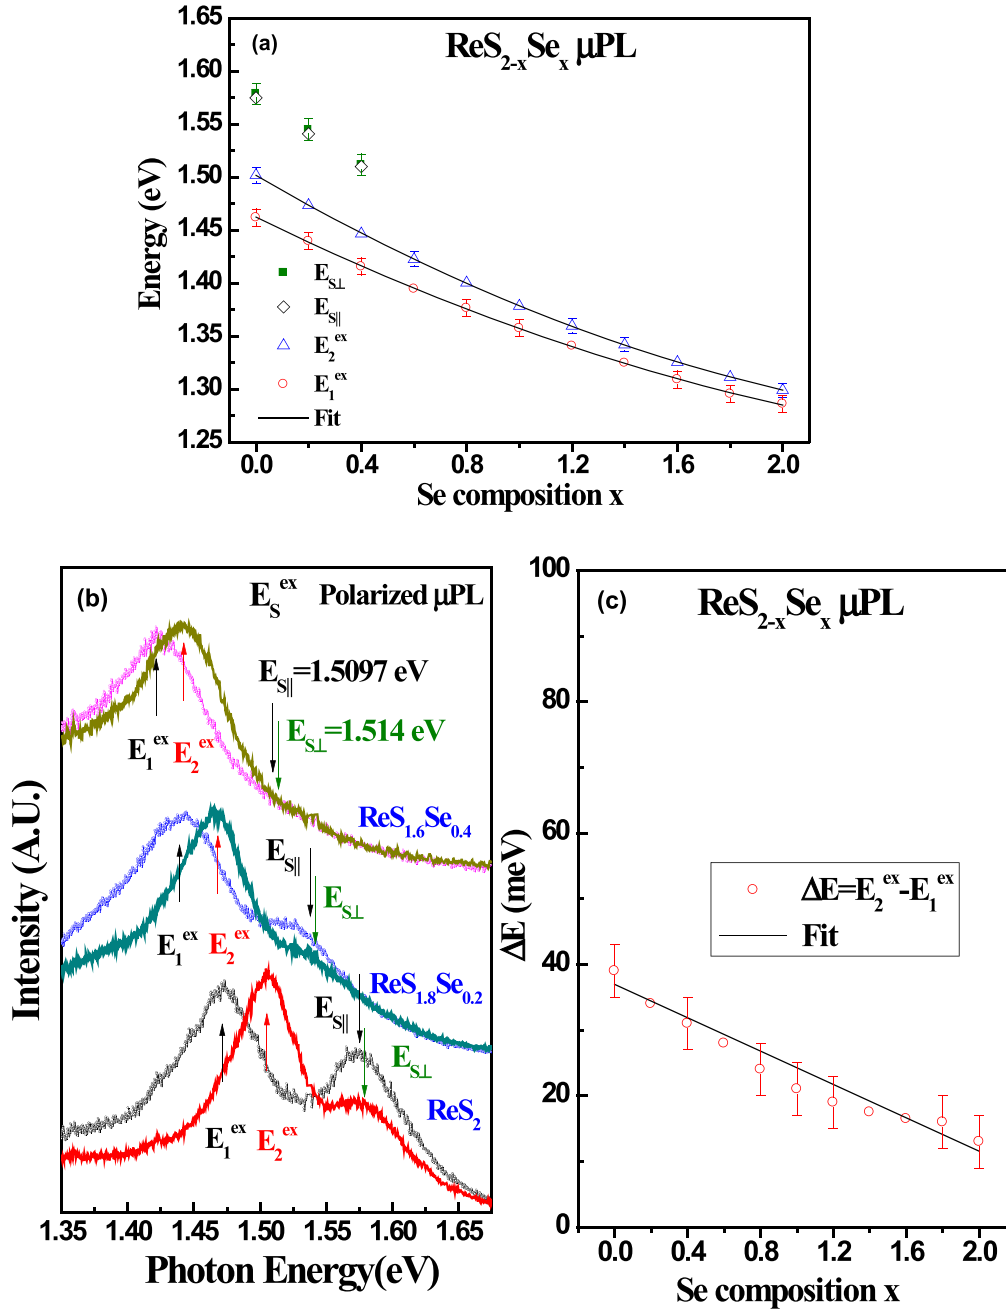 (a)
ReS2-xSex μPL
1.65
1.60
1.55
1.50
1.45
1.40
1.35
1.30
1.25
Energy (eV)
ES⊥
ES||
E2ex
E1ex
Fit
0.0 0.4 0.8 1.2 1.6 2.0
Se composition x
(b)
ESex Polarized μPL
ES||=1.5097 eV
ES⊥=1.514 eV
E1ex E2ex
ReS1.6Se0.4
ES||
ES⊥
E1ex E2ex
ReS1.8Se0.2
ES||
ES⊥
ReS2
E1ex E2ex
Intensity (A.U.)
1.35 1.40 1.45 1.50 1.55 1.60 1.65
Photon Energy(eV)
(c)
ReS2-xSex μPL
100
80
60
40
20
0
ΔE (meV)
ΔE=E2ex-E1ex
Fit
0.0 0.4 0.8 1.2 1.6 2.0
Se composition x